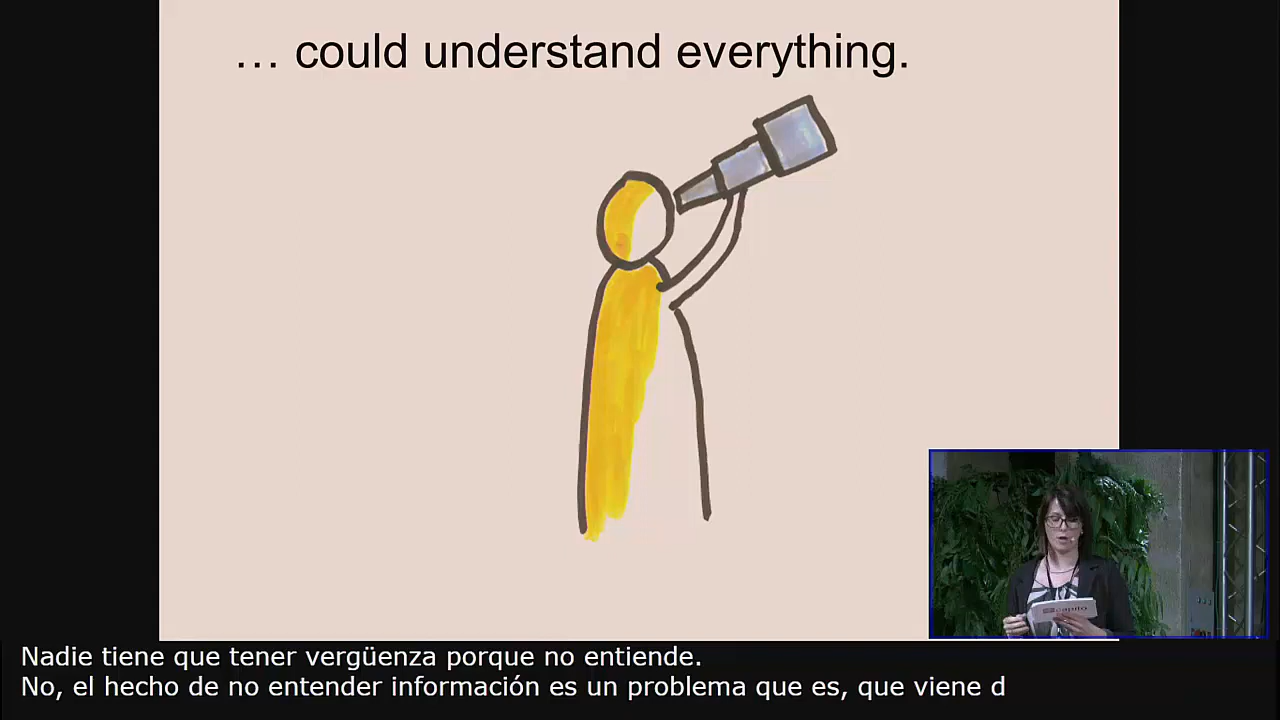 … could understand everything.
capito
Nadie tiene que tener vergüenza porque no entiende.
No, el hecho de no entender información es un problema que es, que viene d